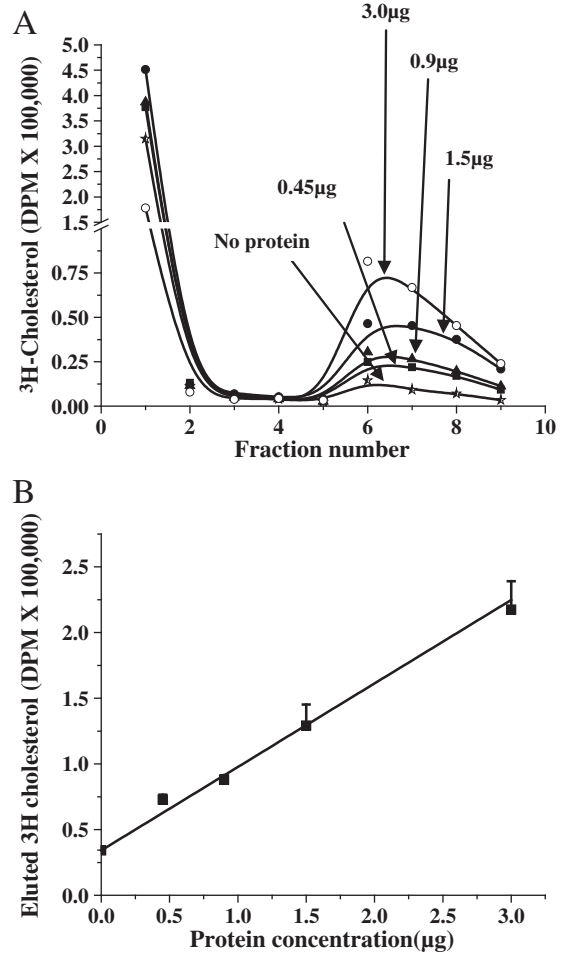 A
3.0µg
0.9µg
1.5µg
0.45µg
No protein
³H-Cholesterol (DPM X 100,000)
5.0
4.5
4.0
3.5
3.0
2.5
2.0
1.5
0.75
0.50
0.25
0.00
0 2 4 6 8 10
Fraction number
B
Eluted 3H cholesterol (DPM X 100,000)
2.5
2.0
1.5
1.0
0.5
0.0
0.0 0.5 1.0 1.5 2.0 2.5 3.0
Protein concentration(µg)